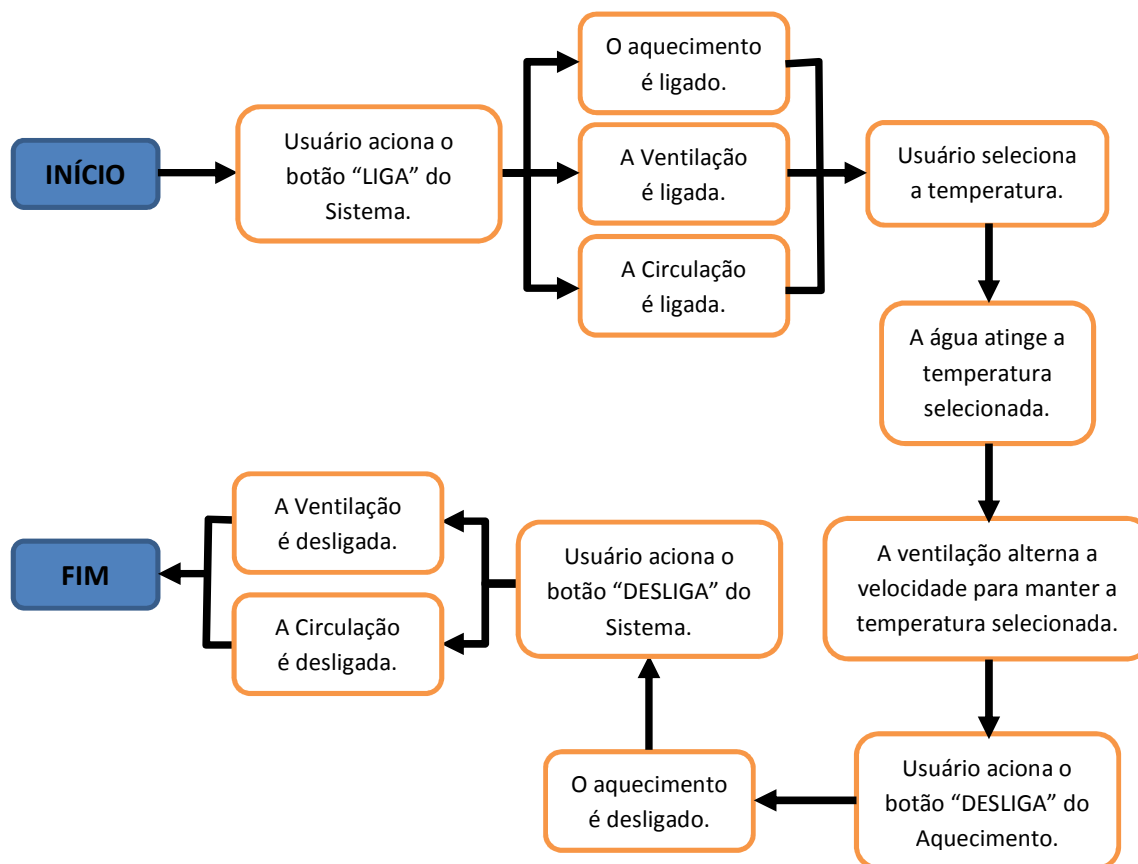 INÍCIO
Usuário aciona o
botão “LIGA” do
Sistema.
O aquecimento
é ligado.
A Ventilação
é ligada.
A Circulação
é ligada.
Usuário seleciona
a temperatura.
A água atinge a
temperatura
selecionada.
A ventilação alterna a
velocidade para manter a
temperatura selecionada.
Usuário aciona o
botão “DESLIGA” do
Aquecimento.
O aquecimento
é desligado.
Usuário aciona o
botão “DESLIGA” do
Sistema.
A Ventilação
é desligada.
A Circulação
é desligada.
FIM